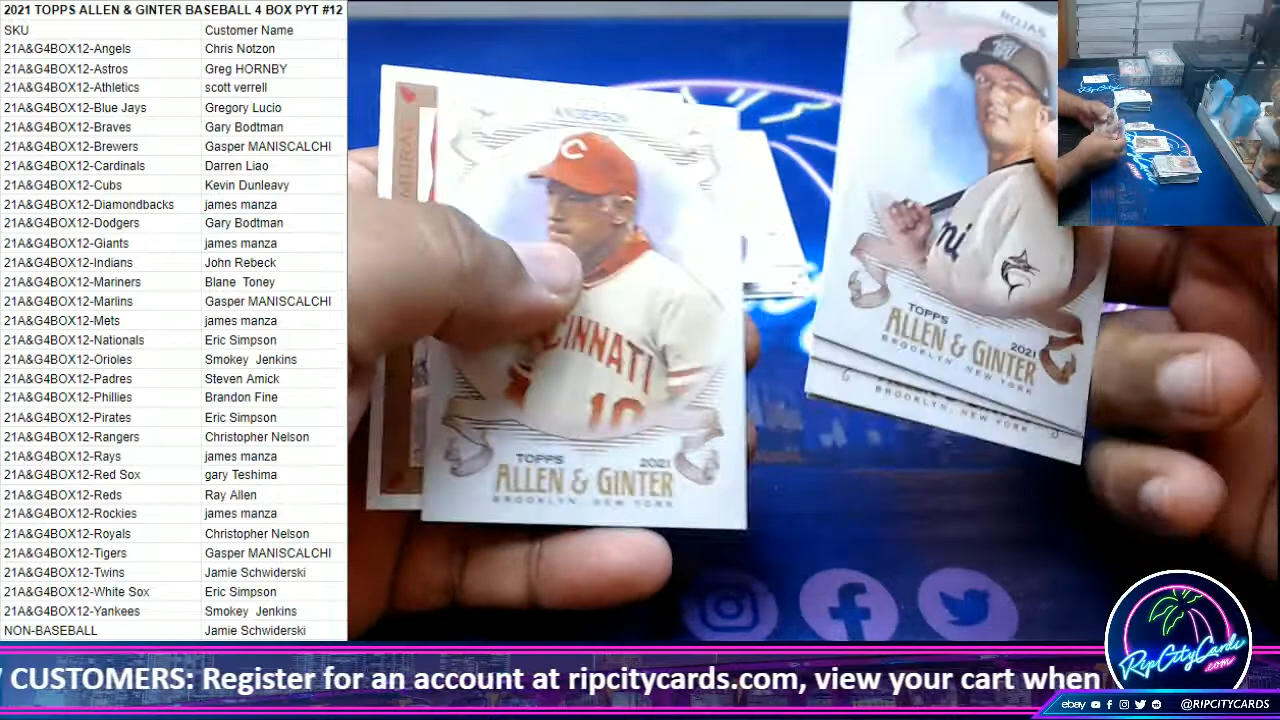 2021 TOPPS ALLEN & GINTER BASEBALL 4 BOX PYT #12
SKU Customer Name
21A&G4BOX12-Angels Chris Notzon
21A&G4BOX12-Astros Greg HORNBY
21A&G4BOX12-Athletics scott verrell
21A&G4BOX12-Blue Jays Gregory Lucio
21A&G4BOX12-Braves Gary Bodtman
21A&G4BOX12-Brewers Gasper MANISCALCHI
21A&G4BOX12-Cardinals Darren Liao
21A&G4BOX12-Cubs Kevin Dunleavy
21A&G4BOX12-Diamondbacks james manza
21A&G4BOX12-Dodgers Gary Bodtman
21A&G4BOX12-Giants james manza
21A&G4BOX12-Indians John Rebeck
21A&G4BOX12-Mariners Blane Toney
21A&G4BOX12-Marlins Gasper MANISCALCHI
21A&G4BOX12-Mets james manza
21A&G4BOX12-Nationals Eric Simpson
21A&G4BOX12-Orioles Smokey Jenkins
21A&G4BOX12-Padres Steven Amick
21A&G4BOX12-Phillies Brandon Fine
21A&G4BOX12-Pirates Eric Simpson
21A&G4BOX12-Rangers Christopher Nelson
21A&G4BOX12-Rays james manza
21A&G4BOX12-Red Sox gary Teshima
21A&G4BOX12-Reds Ray Allen
21A&G4BOX12-Rockies james manza
21A&G4BOX12-Royals Christopher Nelson
21A&G4BOX12-Tigers Gasper MANISCALCHI
21A&G4BOX12-Twins Jamie Schwiderski
21A&G4BOX12-White Sox Eric Simpson
21A&G4BOX12-Yankees Smokey Jenkins
NON-BASEBALL Jamie Schwiderski
ANDERSON
C
CINNATI
10
TOPPS 2021
ALLEN & GINTER
BROOKLYN, NEW YORK
ROJAS
M
ni
TOPPS 2021
ALLEN & GINTER
BROOKLYN, NEW YORK
BROOKLYN, NEW YORK
CUSTOMERS: Register for an account at ripcitycards.com, view your cart when
RipCityCards
.com
ebay @RIPCITYCARDS